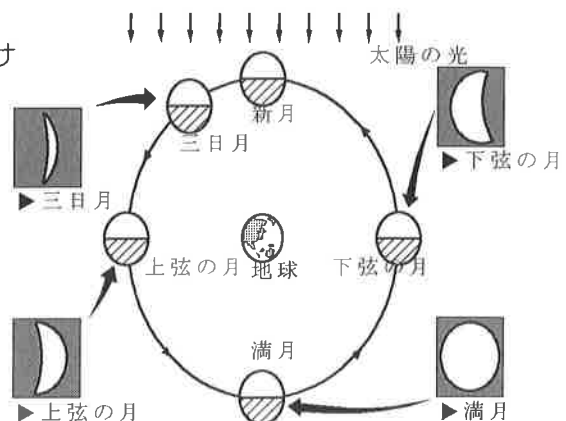 け
太陽の光
新月
三日月
▶三日月
▶下弦の月
上弦の月
地球
下弦の月
満月
▶上弦の月
▶満月